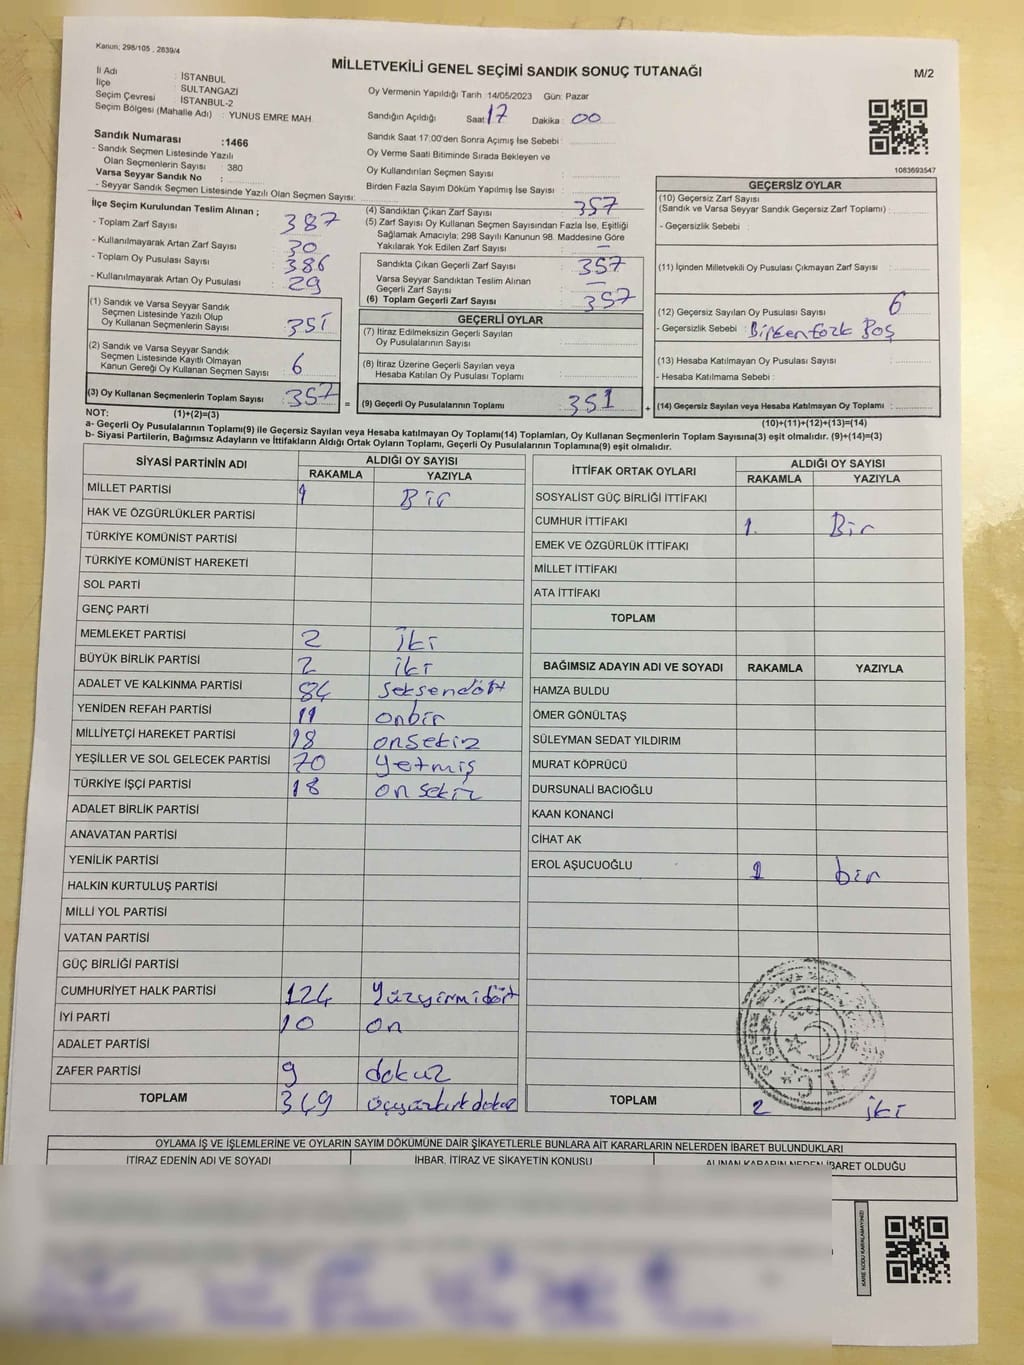 Kanun; 298/105 , 2839/4
MİLLETVEKİLİ GENEL SEÇİMİ SANDIK SONUÇ TUTANAĞI
M/2
İl Adı : İSTANBUL
İlçe : SULTANGAZİ
Seçim Çevresi : İSTANBUL-2
Seçim Bölgesi (Mahalle Adı) : YUNUS EMRE MAH.
Oy Vermenin Yapıldığı Tarih :14/05/2023 Gün: Pazar
Sandığın Açıldığı Saat 17 Dakika : 00
Sandık Saat 17:00'den Sonra Açımış İse Sebebi :
Oy Verme Saati Bitiminde Sırada Bekleyen ve
Oy Kullandırılan Seçmen Sayısı :
Birden Fazla Sayım Döküm Yapılmış İse Sayısı :
1083693547
Sandık Numarası :1466
- Sandık Seçmen Listesinde Yazılı
Olan Seçmenlerin Sayısı : 380
Varsa Seyyar Sandık No :
- Seyyar Sandık Seçmen Listesinde Yazılı Olan Seçmen Sayısı:
İlçe Seçim Kurulundan Teslim Alınan ;
- Toplam Zarf Sayısı : 387
- Kullanılmayarak Artan Zarf Sayısı : 30
- Toplam Oy Pusulası Sayısı : 386
- Kullanılmayarak Artan Oy Pusulası : 29
(1) Sandık ve Varsa Seyyar Sandık
Seçmen Listesinde Yazılı Olup
Oy Kullanan Seçmenlerin Sayısı : 351
(2) Sandık ve Varsa Seyyar Sandık
Seçmen Listesinde Kayıtlı Olmayan
Kanun Gereği Oy Kullanan Seçmen Sayısı : 6
(3) Oy Kullanan Seçmenlerin Toplam Sayısı : 357 =
(4) Sandıktan Çıkan Zarf Sayısı : 357
(5) Zarf Sayısı Oy Kullanan Seçmen Sayısından Fazla İse, Eşitliği
Sağlamak Amacıyla; 298 Sayılı Kanunun 98. Maddesine Göre
Yakılarak Yok Edilen Zarf Sayısı : —
Sandıkta Çıkan Geçerli Zarf Sayısı : 357
Varsa Seyyar Sandıktan Teslim Alınan
Geçerli Zarf Sayısı : —
(6) Toplam Geçerli Zarf Sayısı : 357
GEÇERLİ OYLAR
(7) İtiraz Edilmeksizin Geçerli Sayılan
Oy Pusulalarının Sayısı :
(8) İtiraz Üzerine Geçerli Sayılan veya
Hesaba Katılan Oy Pusulası Toplamı :
(9) Geçerli Oy Pusulalarının Toplamı : 351 +
GEÇERSİZ OYLAR
(10) Geçersiz Zarf Sayısı
(Sandık ve Varsa Seyyar Sandık Geçersiz Zarf Toplamı) :
- Geçersizlik Sebebi :
(11) İçinden Milletvekili Oy Pusulası Çıkmayan Zarf Sayısı :
(12) Geçersiz Sayılan Oy Pusulası Sayısı : 6
- Geçersizlik Sebebi : Birden fazla Boş
(13) Hesaba Katılmayan Oy Pusulası Sayısı :
- Hesaba Katılmama Sebebi :
(14) Geçersiz Sayılan veya Hesaba Katılmayan Oy Toplamı :
NOT: (1)+(2)=(3)
(10)+(11)+(12)+(13)=(14)
a- Geçerli Oy Pusulalarının Toplamı(9) ile Geçersiz Sayılan veya Hesaba katılmayan Oy Toplamı(14) Toplamları, Oy Kullanan Seçmenlerin Toplam Sayısına(3) eşit olmalıdır. (9)+(14)=(3)
b- Siyasi Partilerin, Bağımsız Adayların ve İttifakların Aldığı Ortak Oyların Toplamı, Geçerli Oy Pusulalarının Toplamına(9) eşit olmalıdır.
SİYASİ PARTİNİN ADI ALDIĞI OY SAYISI
RAKAMLA YAZIYLA
MİLLET PARTİSİ 1 Bir
HAK VE ÖZGÜRLÜKLER PARTİSİ
TÜRKİYE KOMÜNİST PARTİSİ
TÜRKİYE KOMÜNİST HAREKETİ
SOL PARTİ
GENÇ PARTİ
MEMLEKET PARTİSİ 2 iki
BÜYÜK BİRLİK PARTİSİ 2 iki
ADALET VE KALKINMA PARTİSİ 84 seksendört
YENİDEN REFAH PARTİSİ 11 onbir
MİLLİYETÇİ HAREKET PARTİSİ 18 onsekiz
YEŞİLLER VE SOL GELECEK PARTİSİ 70 yetmiş
TÜRKİYE İŞÇİ PARTİSİ 18 on sekiz
ADALET BİRLİK PARTİSİ
ANAVATAN PARTİSİ
YENİLİK PARTİSİ
HALKIN KURTULUŞ PARTİSİ
MİLLİ YOL PARTİSİ
VATAN PARTİSİ
GÜÇ BİRLİĞİ PARTİSİ
CUMHURİYET HALK PARTİSİ 124 yüzyirmidört
İYİ PARTİ 10 on
ADALET PARTİSİ
ZAFER PARTİSİ 9 dokuz
TOPLAM 349 üçyüzkırkdokuz
İTTİFAK ORTAK OYLARI ALDIĞI OY SAYISI
RAKAMLA YAZIYLA
SOSYALİST GÜÇ BİRLİĞİ İTTİFAKI
CUMHUR İTTİFAKI 1 Bir
EMEK VE ÖZGÜRLÜK İTTİFAKI
MİLLET İTTİFAKI
ATA İTTİFAKI
TOPLAM
BAĞIMSIZ ADAYIN ADI VE SOYADI RAKAMLA YAZIYLA
HAMZA BULDU
ÖMER GÖNÜLTAŞ
SÜLEYMAN SEDAT YILDIRIM
MURAT KÖPRÜCÜ
DURSUNALİ BACIOĞLU
KAAN KONANCİ
CİHAT AK
EROL AŞUCUOĞLU 1 bir
TOPLAM 2 iki
OYLAMA İŞ VE İŞLEMLERİNE VE OYLARIN SAYIM DÖKÜMÜNE DAİR ŞİKAYETLERLE BUNLARA AİT KARARLARIN NELERDEN İBARET BULUNDUKLARI
İTİRAZ EDENİN ADI VE SOYADI İHBAR, İTİRAZ VE ŞİKAYETİN KONUSU ALINAN KARARIN NEDEN İBARET OLDUĞU
KARE KODU KARALAMAYINIZ!